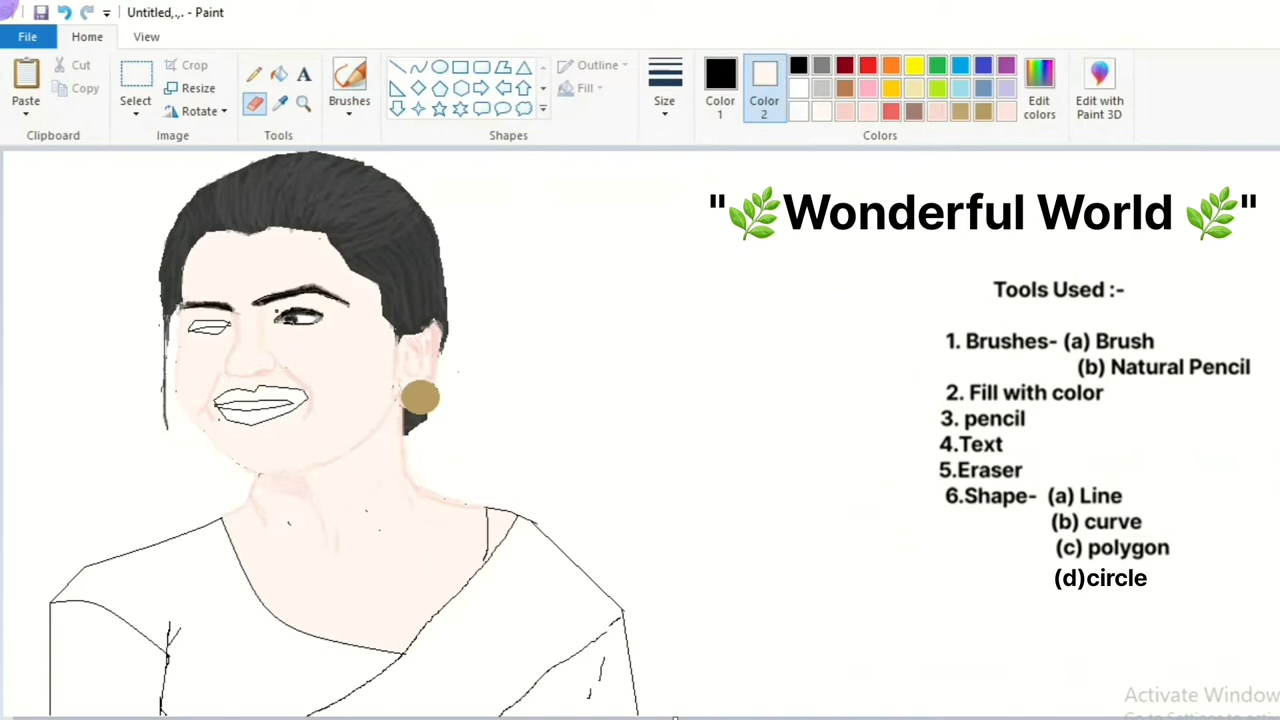 Untitled,.,. - Paint
File Home View
Paste
Cut
Copy
Clipboard
Select
Crop
Resize
Rotate
Image
Tools
Brushes
Shapes
Outline
Fill
Size
Color 1
Color 2
Colors
Edit colors
Edit with Paint 3D
"🌿Wonderful World 🌿"
Tools Used :-
1. Brushes- (a) Brush
(b) Natural Pencil
2. Fill with color
3. pencil
4.Text
5.Eraser
6.Shape- (a) Line
(b) curve
(c) polygon
(d)circle
Activate Window